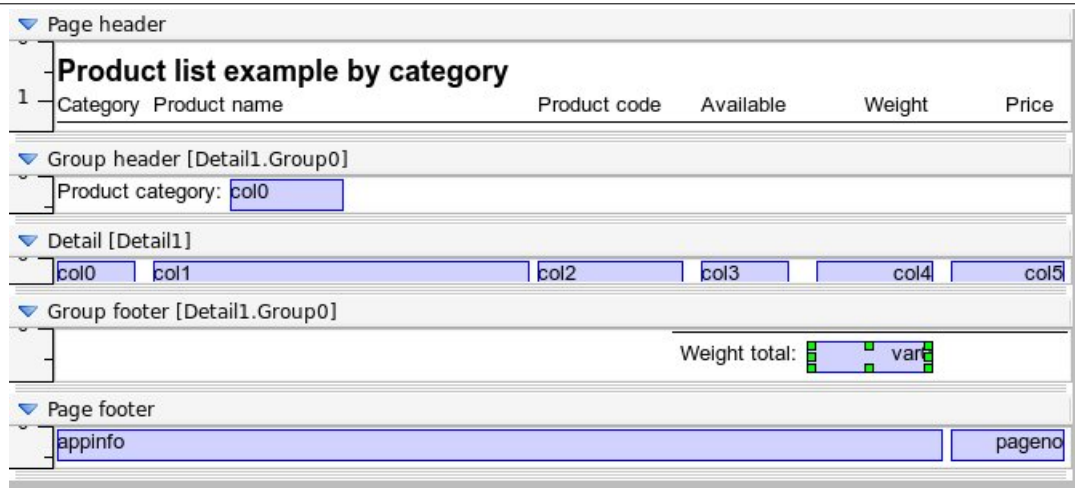 Page header
Product list example by category
1
Category Product name Product code Available Weight Price
Group header [Detail1.Group0]
Product category: col0
Detail [Detail1]
col0 col1 col2 col3 col4 col5
Group footer [Detail1.Group0]
Weight total:
Page footer
appinfo pageno